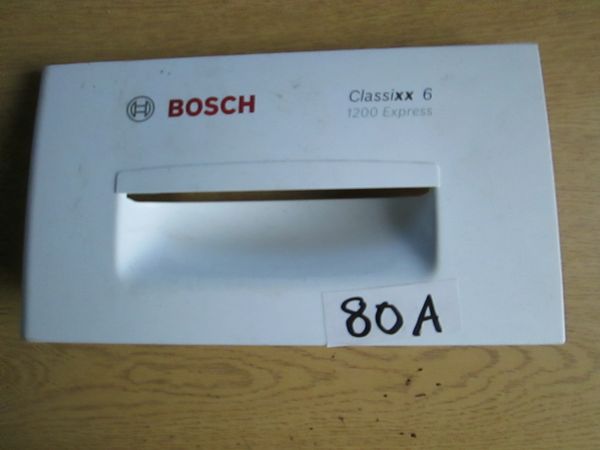 BOSCH
Classixx 6
1200 Express
80A